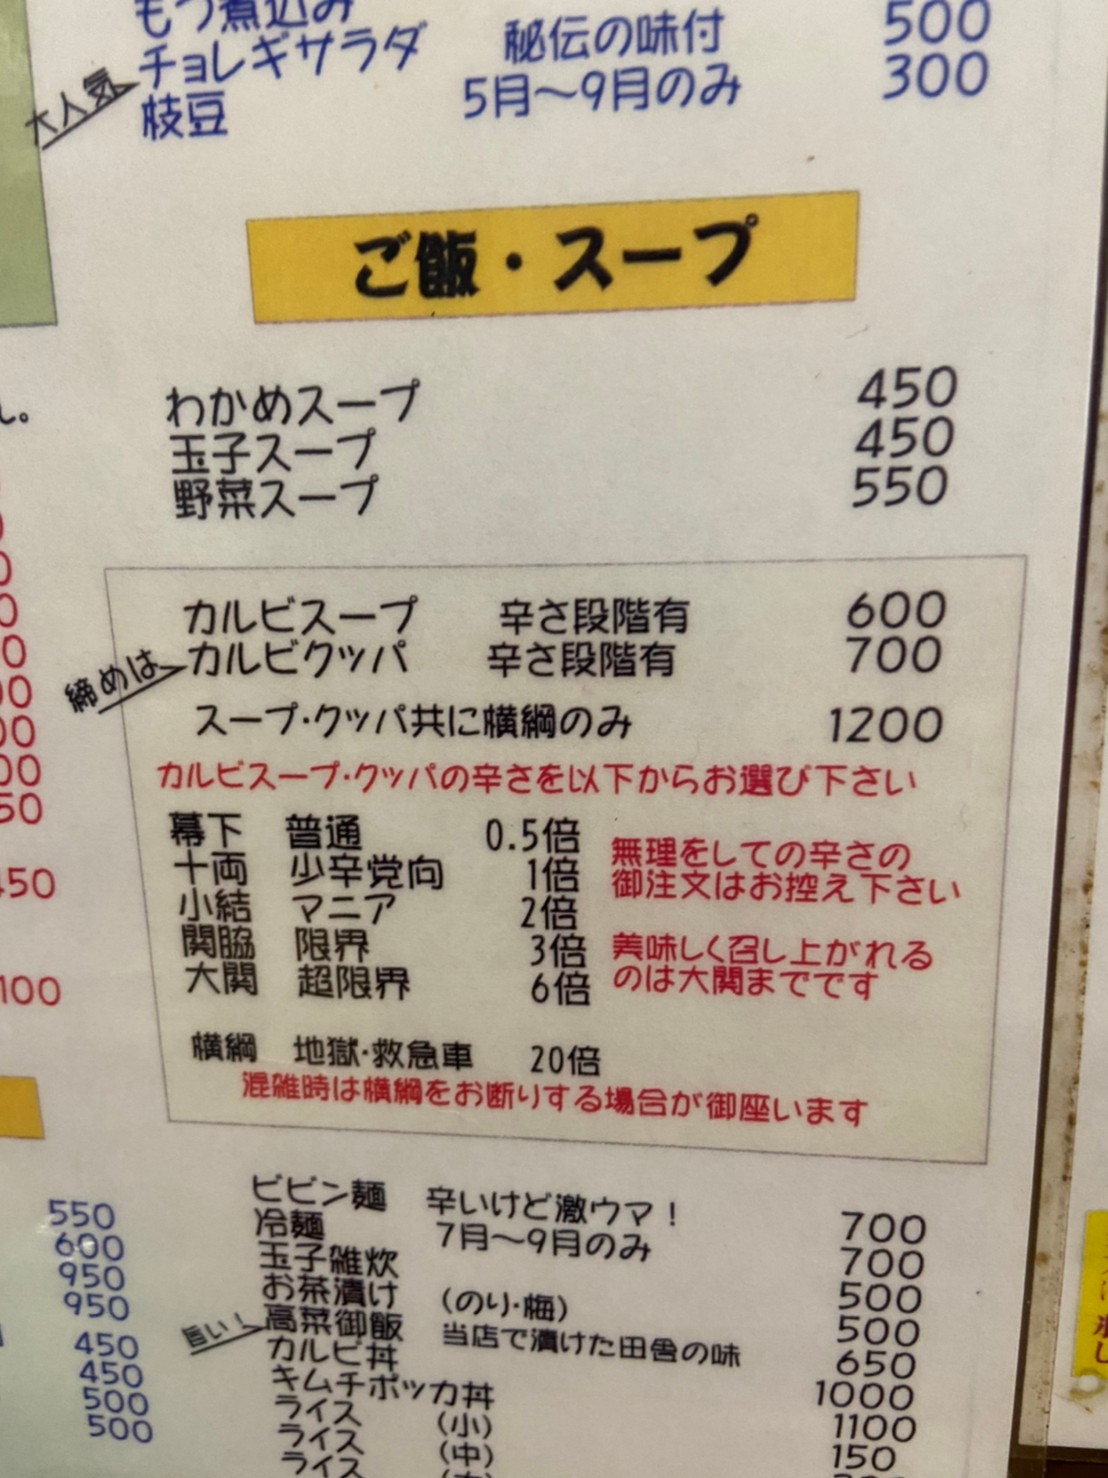 もつ煮込み
大人気
チョレギサラダ 秘伝の味付 500
枝豆 5月～9月のみ 300
ご飯・スープ
わかめスープ 450
玉子スープ 450
野菜スープ 550
カルビスープ 辛さ段階有 600
締めは
カルビクッパ 辛さ段階有 700
スープ・クッパ共に横綱のみ 1200
カルビスープ・クッパの辛さを以下からお選び下さい
幕下 普通 0.5倍
十両 少辛党向 1倍
小結 マニア 2倍
関脇 限界 3倍
大関 超限界 6倍
無理をしての辛さの
御注文はお控え下さい
美味しく召し上がれる
のは大関までです
横綱 地獄・救急車 20倍
混雑時は横綱をお断りする場合が御座います
ビビン麺 辛いけど激ウマ！ 700
冷麺 7月～9月のみ 700
玉子雑炊 500
お茶漬け (のり・梅) 500
旨い！
高菜御飯 当店で漬けた田舎の味 650
カルビ丼 1000
キムチポッカ丼 1100
ライス (小) 150
ライス (中)
ライス
450
100
550
600
950
950
450
450
500
500